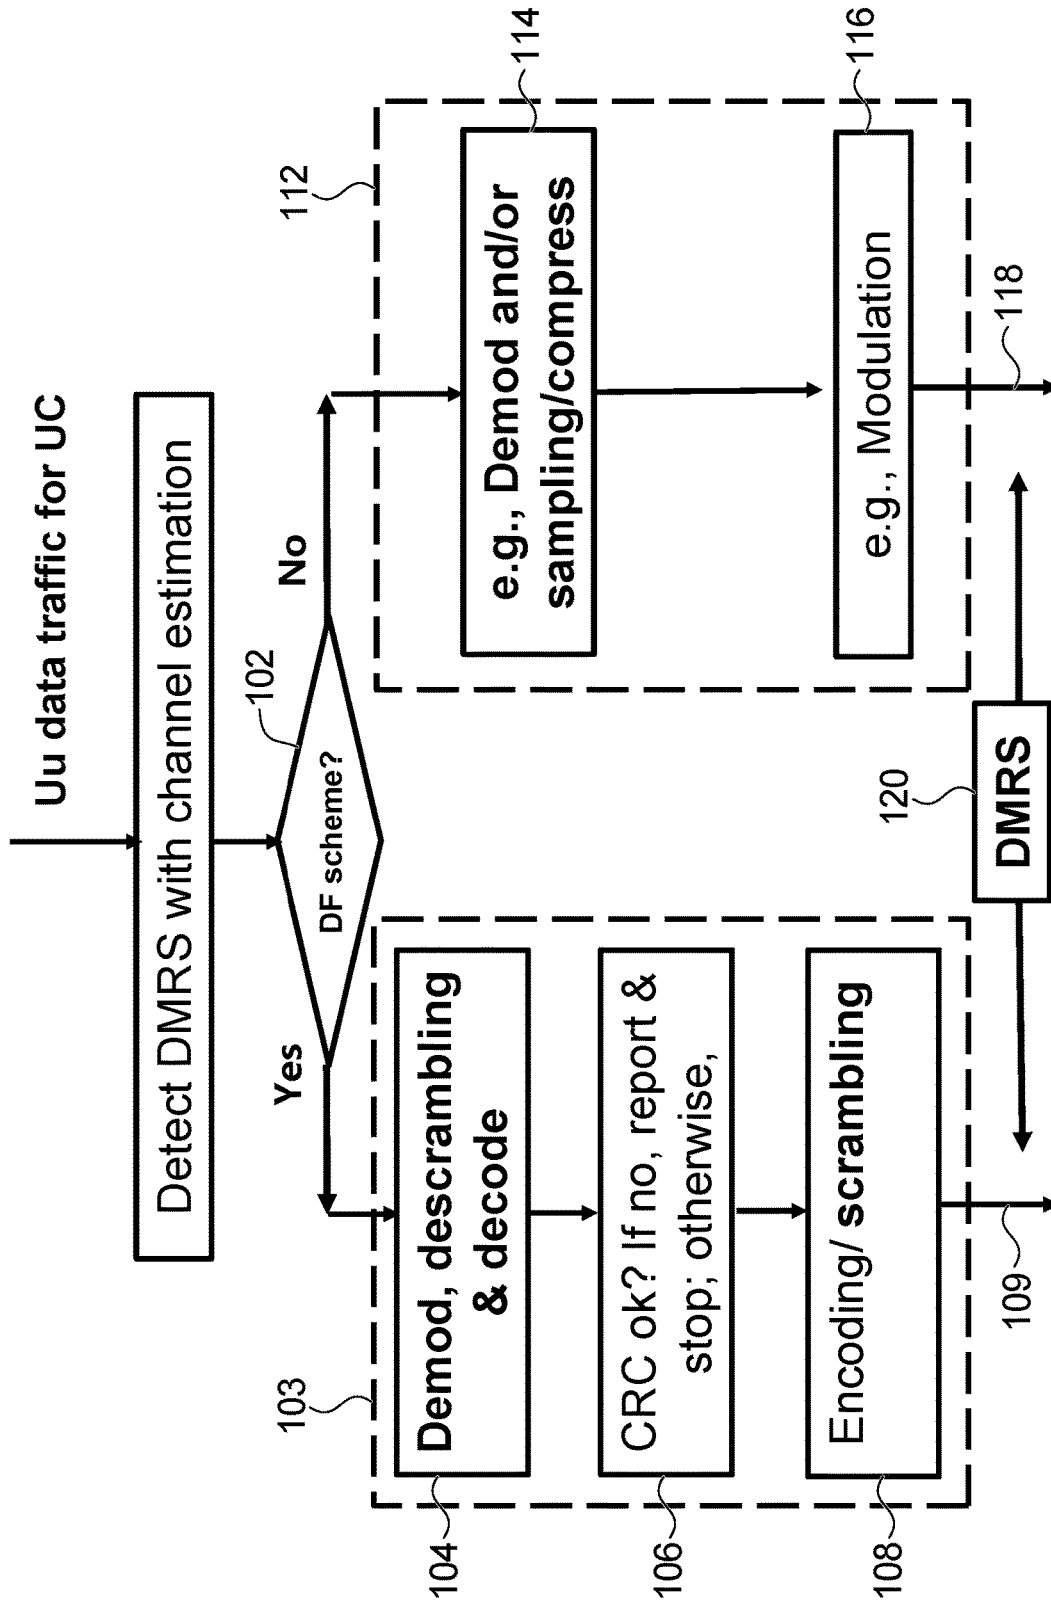 Uu data traffic for UC
Detect DMRS with channel estimation
102
DF scheme?
Yes
No
103
104
Demod, descrambling
& decode
106
CRC ok? If no, report &
stop; otherwise,
108
Encoding/ scrambling
109
112
114
e.g., Demod and/or
sampling/compress
116
e.g., Modulation
118
120
DMRS